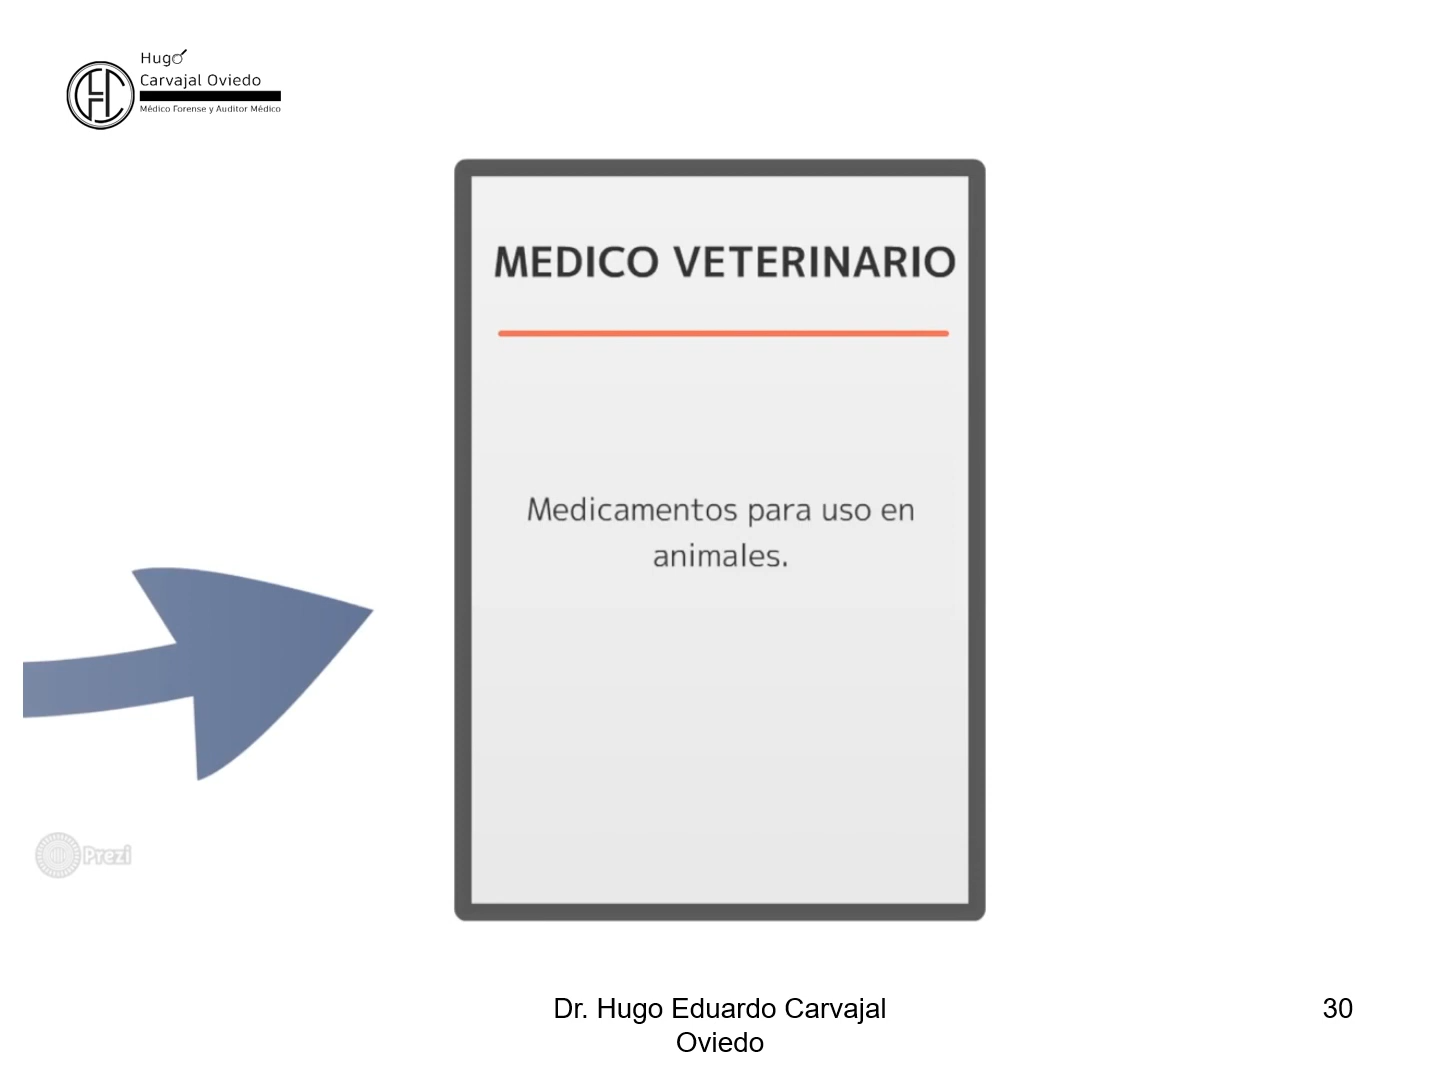 Hugo
Carvajal Oviedo
Médico Forense y Auditor Médico
MEDICO VETERINARIO
Medicamentos para uso en
animales.
Prezi
Dr. Hugo Eduardo Carvajal
Oviedo
30